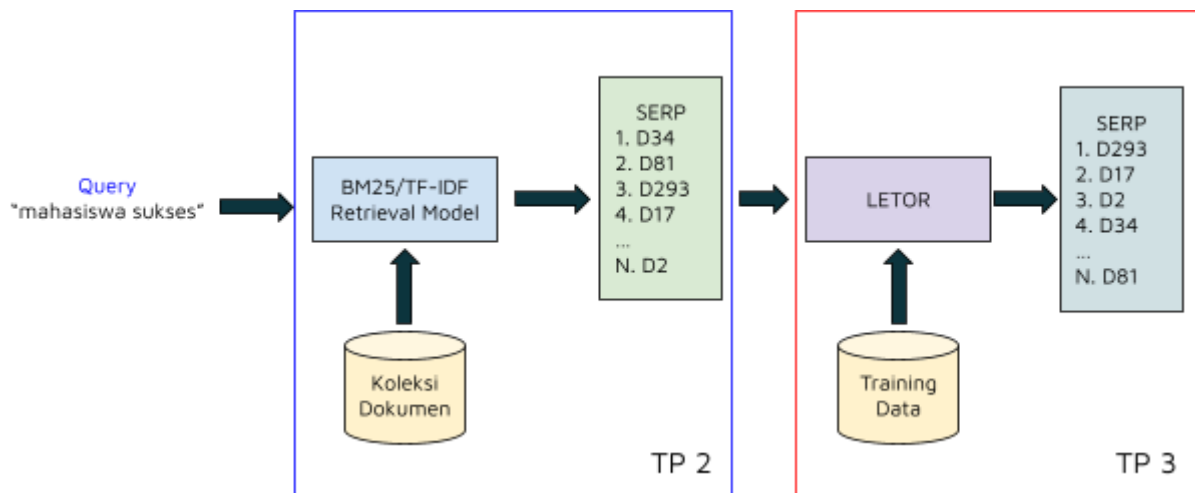 Query
"mahasiswa sukses"
BM25/TF-IDF
Retrieval Model
Koleksi
Dokumen
SERP
1. D34
2. D81
3. D293
4. D17
...
N. D2
TP 2
LETOR
Training
Data
SERP
1. D293
2. D17
3. D2
4. D34
...
N. D81
TP 3